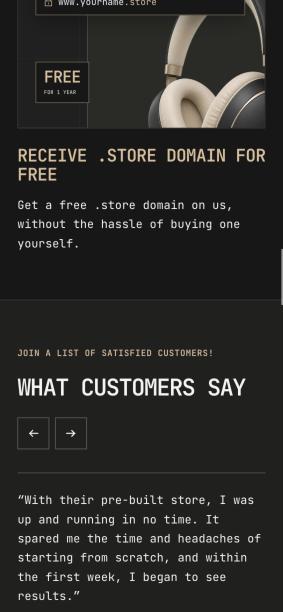 www.yourname.store
FREE
FOR 1 YEAR
RECEIVE .STORE DOMAIN FOR
FREE
Get a free .store domain on us,
without the hassle of buying one
yourself.
JOIN A LIST OF SATISFIED CUSTOMERS!
WHAT CUSTOMERS SAY
“With their pre-built store, I was
up and running in no time. It
spared me the time and headaches of
starting from scratch, and within
the first week, I began to see
results.”